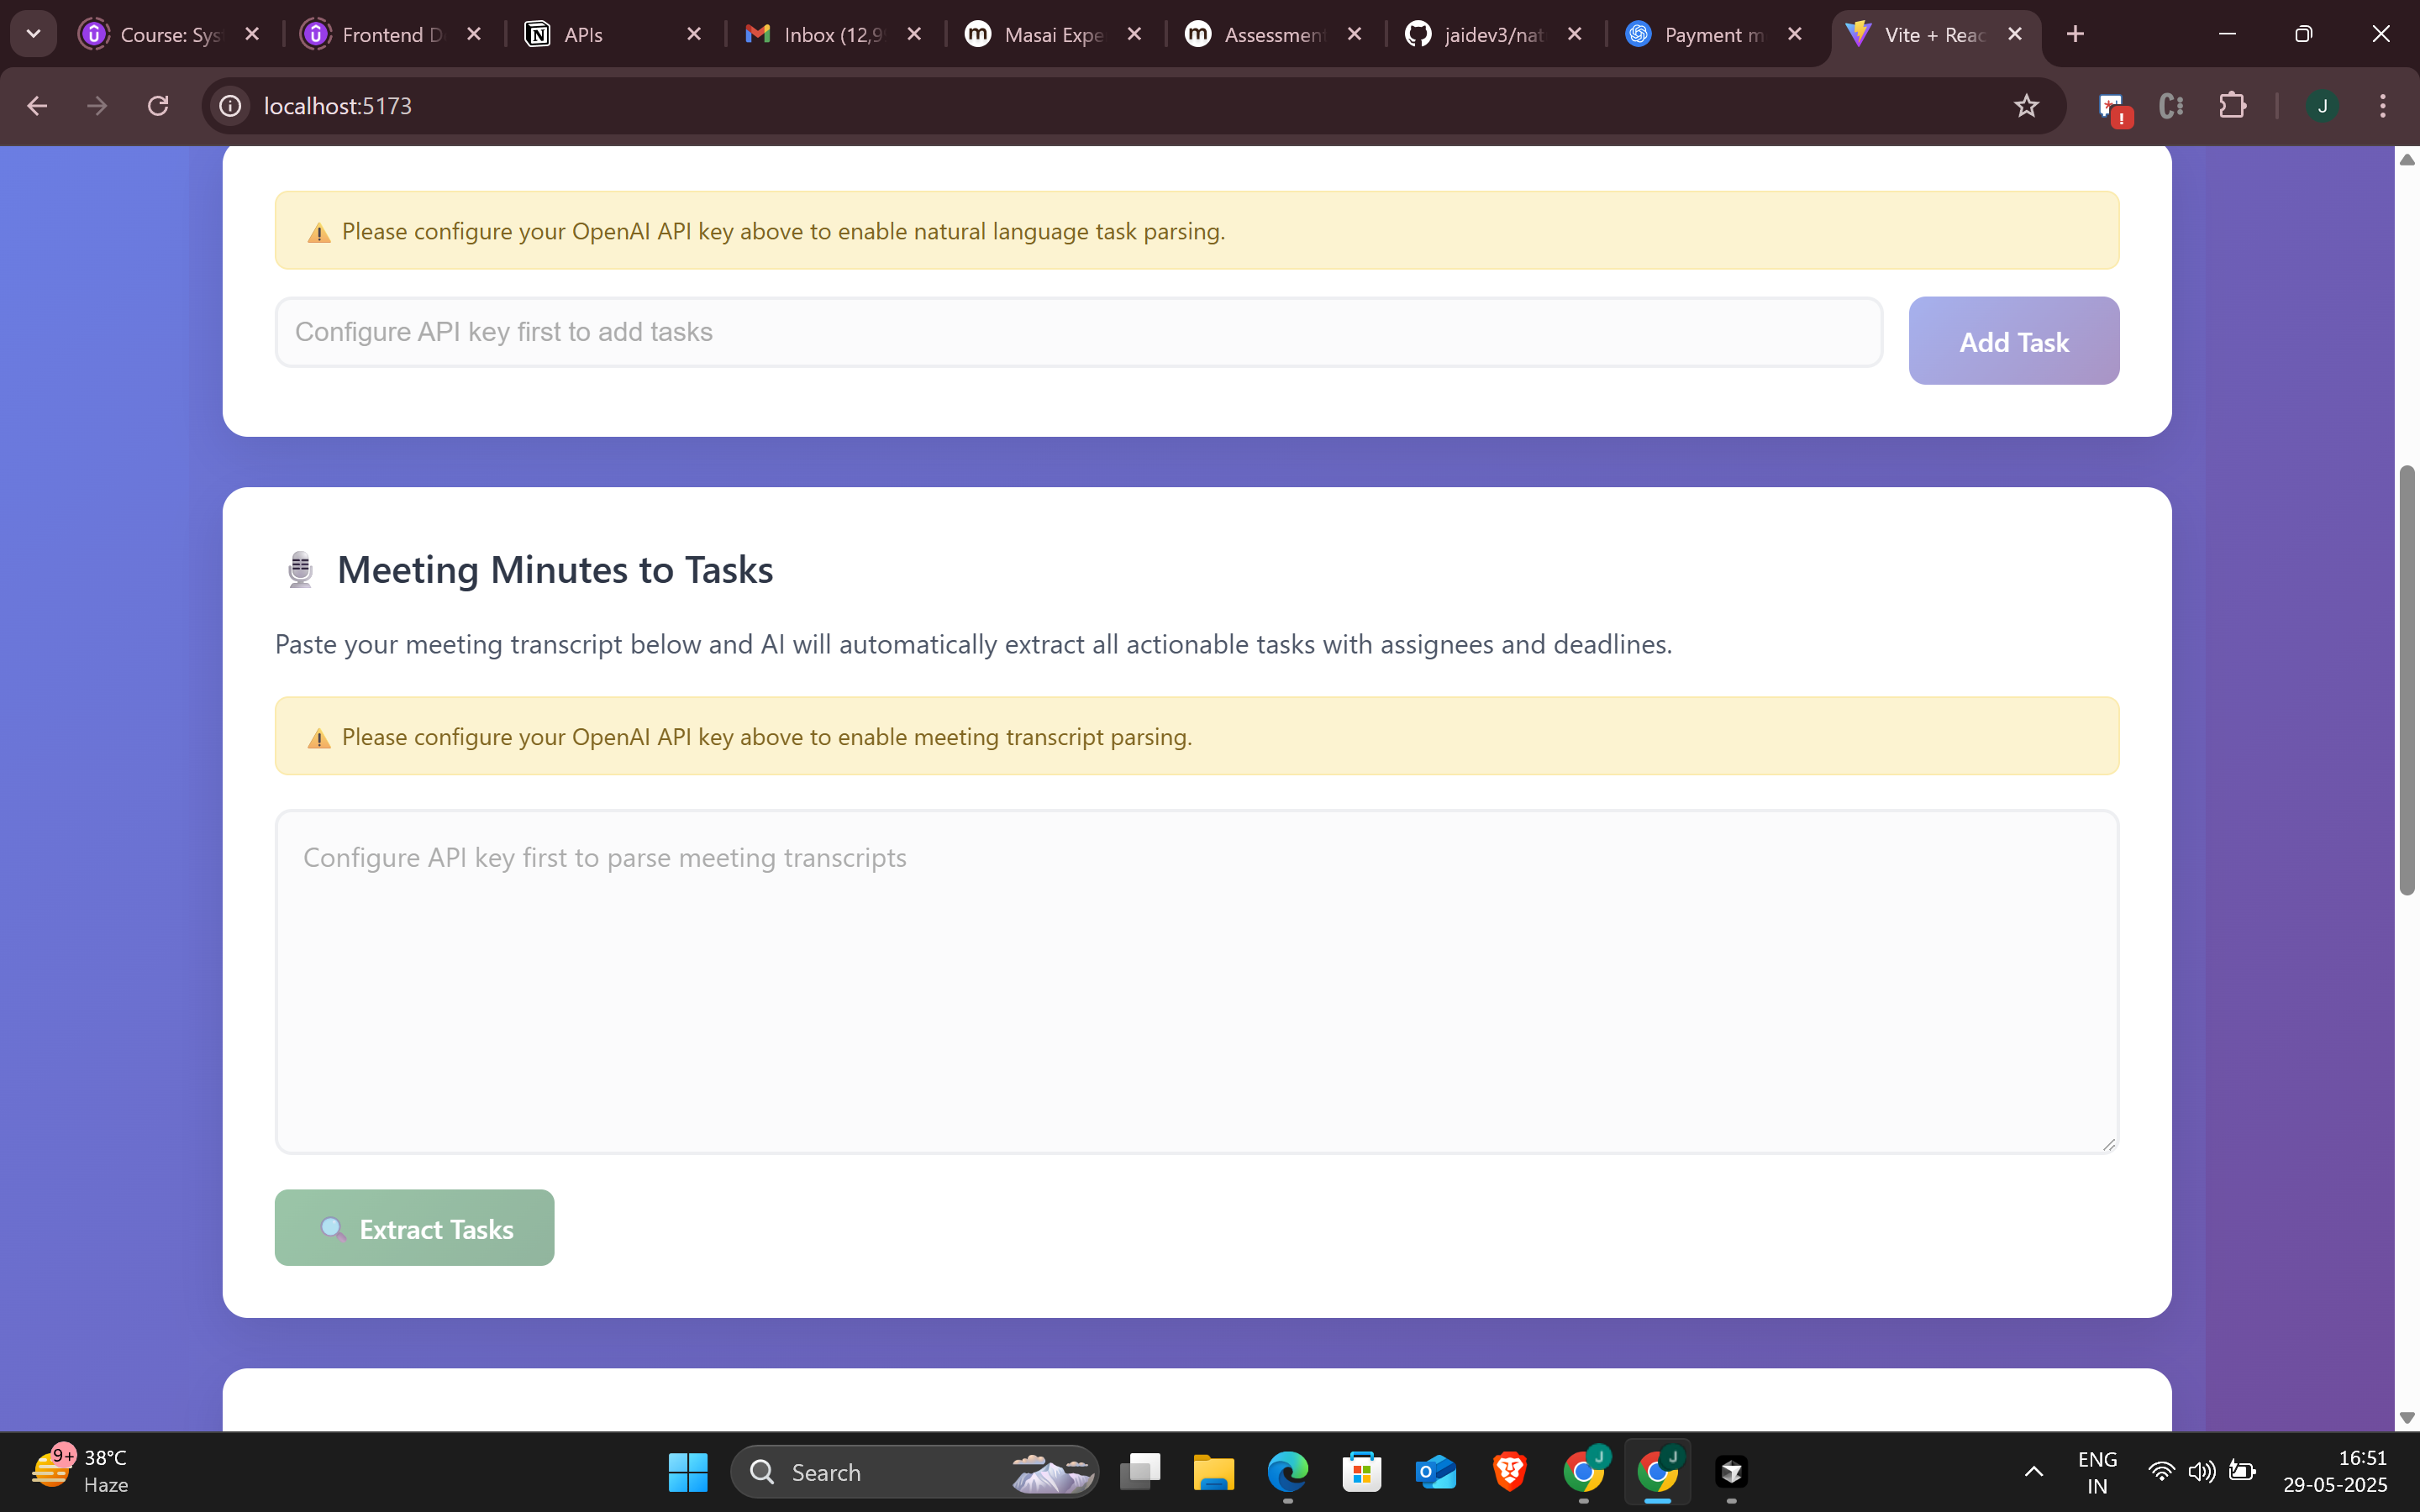 Course: Sys
Frontend D
APIs
Inbox (12,9
Masai Expe
Assessment
jaidev3/nat
Payment m
Vite + Reac
localhost:5173
J
⚠️ Please configure your OpenAI API key above to enable natural language task parsing.
Configure API key first to add tasks
Add Task
Meeting Minutes to Tasks
Paste your meeting transcript below and AI will automatically extract all actionable tasks with assignees and deadlines.
⚠️ Please configure your OpenAI API key above to enable meeting transcript parsing.
Configure API key first to parse meeting transcripts
Extract Tasks
9+
38°C
Haze
Search
J
J
ENG
IN
16:51
29-05-2025